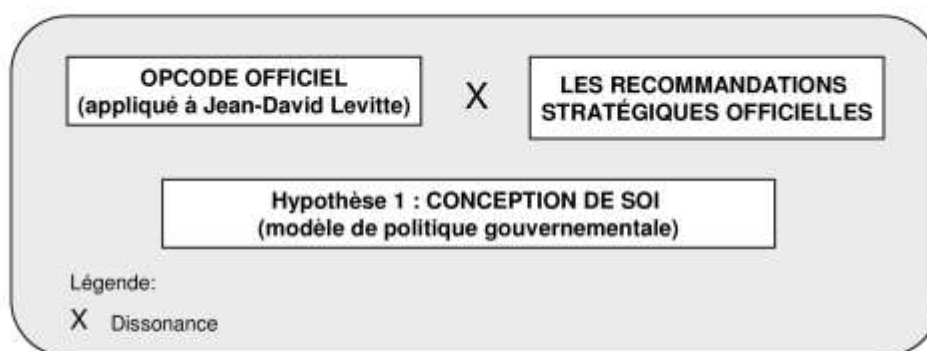 OPCODE OFFICIEL
(appliqué à Jean-David Levitte)
X
LES RECOMMANDATIONS
STRATÉGIQUES OFFICIELLES
Hypothèse 1 : CONCEPTION DE SOI
(modèle de politique gouvernementale)
Légende:
X Dissonance